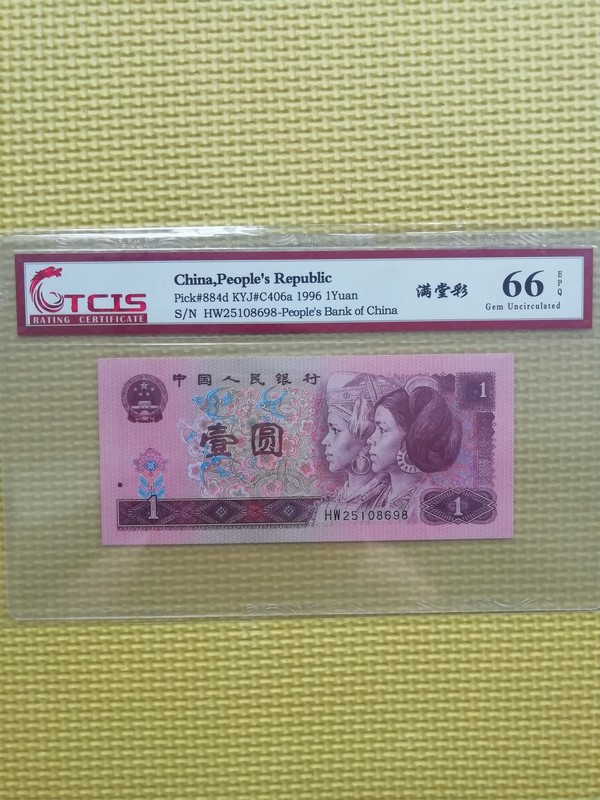 TCIS
RATING CERTIFICATE
China,People's Republic
Pick#884d KYJ#C406a 1996 1Yuan
S/N HW25108698-People's Bank of China
满堂彩
66
EPQ
Gem Uncirculated
中国人民银行
1
壹圆
HW25108698
1
1